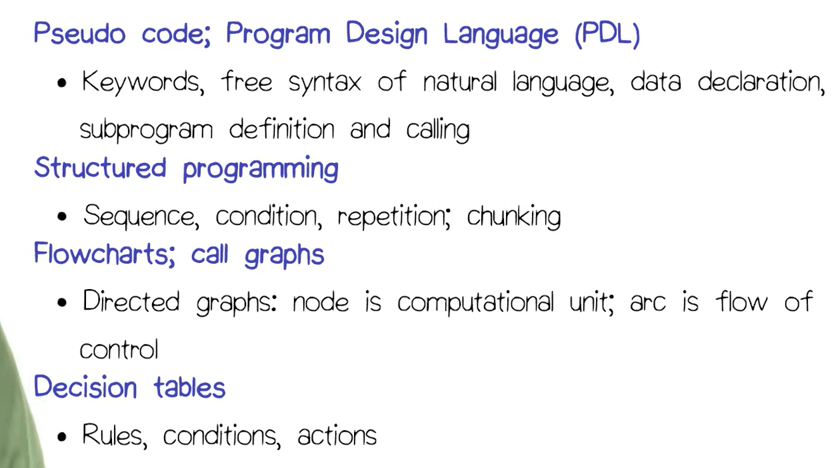 Pseudo code; Program Design Language (PDL)
• Keywords, free syntax of natural language, data declaration,
subprogram definition and calling
Structured programming
• Sequence, condition, repetition; chunking
Flowcharts; call graphs
• Directed graphs: node is computational unit; arc is flow of
control
Decision tables
• Rules, conditions, actions